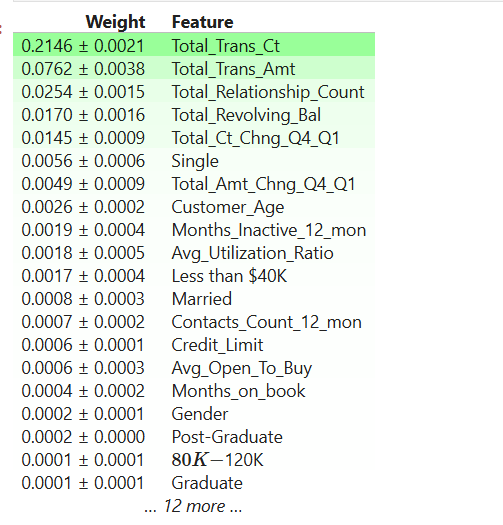 Weight Feature
0.2146 ± 0.0021 Total_Trans_Ct
0.0762 ± 0.0038 Total_Trans_Amt
0.0254 ± 0.0015 Total_Relationship_Count
0.0170 ± 0.0016 Total_Revolving_Bal
0.0145 ± 0.0009 Total_Ct_Chng_Q4_Q1
0.0056 ± 0.0006 Single
0.0049 ± 0.0009 Total_Amt_Chng_Q4_Q1
0.0026 ± 0.0002 Customer_Age
0.0019 ± 0.0004 Months_Inactive_12_mon
0.0018 ± 0.0005 Avg_Utilization_Ratio
0.0017 ± 0.0004 Less than $40K
0.0008 ± 0.0003 Married
0.0007 ± 0.0002 Contacts_Count_12_mon
0.0006 ± 0.0001 Credit_Limit
0.0006 ± 0.0003 Avg_Open_To_Buy
0.0004 ± 0.0002 Months_on_book
0.0002 ± 0.0001 Gender
0.0002 ± 0.0000 Post-Graduate
0.0001 ± 0.0001 80K−120K
0.0001 ± 0.0001 Graduate
... 12 more ...